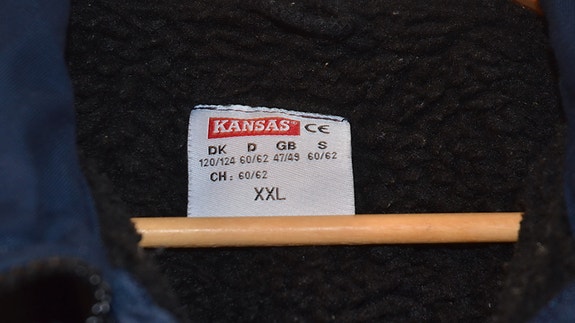 KANSAS® CE
DK D GB S
120/124 60/62 47/49 60/62
CH: 60/62
XXL